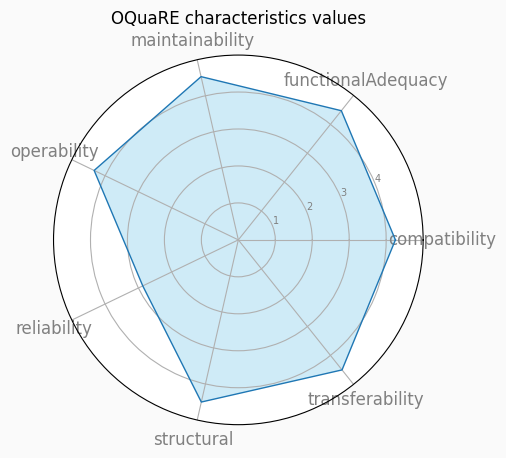 OQuaRE characteristics values
maintainability
functionalAdequacy
operability
4
3
2
1
compatibility
reliability
transferability
structural